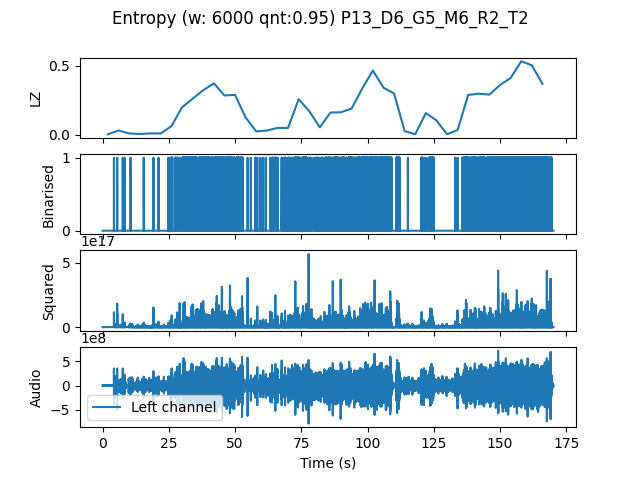 Entropy (w: 6000 qnt:0.95) P13_D6_G5_M6_R2_T2
0.5
LZ
0.0
1
Binarised
0
1e17
5
Squared
0
1e8
5
Audio
0
−5
Left channel
0 25 50 75 100 125 150 175
Time (s)